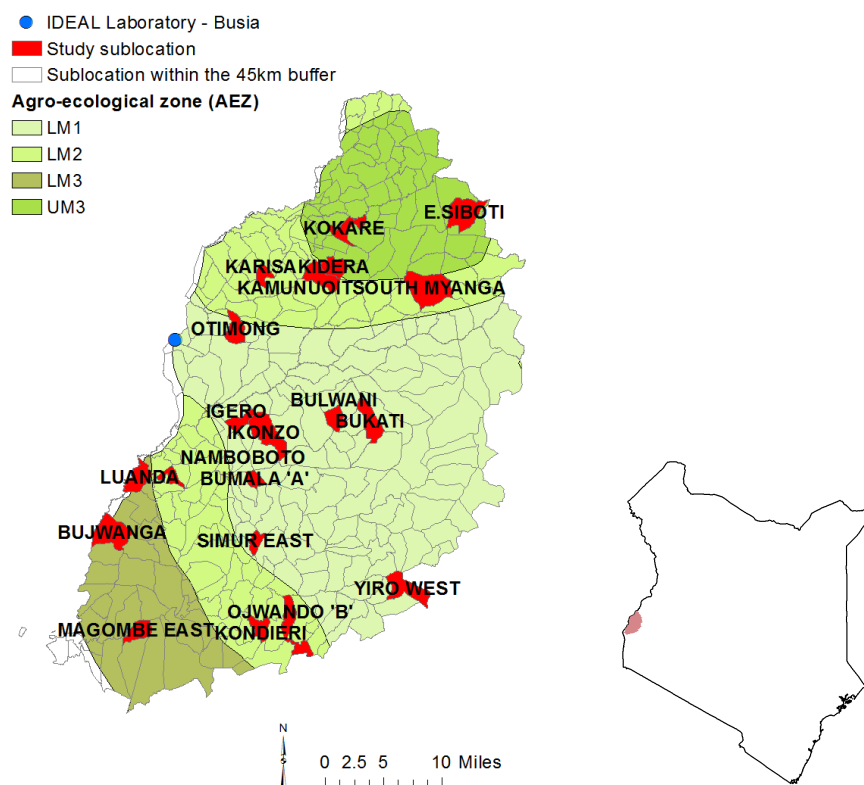 IDEAL Laboratory - Busia
Study sublocation
Sublocation within the 45km buffer
Agro-ecological zone (AEZ)
LM1
LM2
LM3
UM3
E.SIBOTI
KOKARE
KARISA
KIDERA
KAMUNUOIT
SOUTH MYANGA
OTIMONG
BULWANI
IGERO
BUKATI
IKONZO
NAMBOBOTO
LUANDA
BUMALA 'A'
BUJWANGA
SIMUR EAST
YIRO WEST
OJWANDO 'B'
MAGOMBE EAST
KONDIERI
N
0 2.5 5 10 Miles